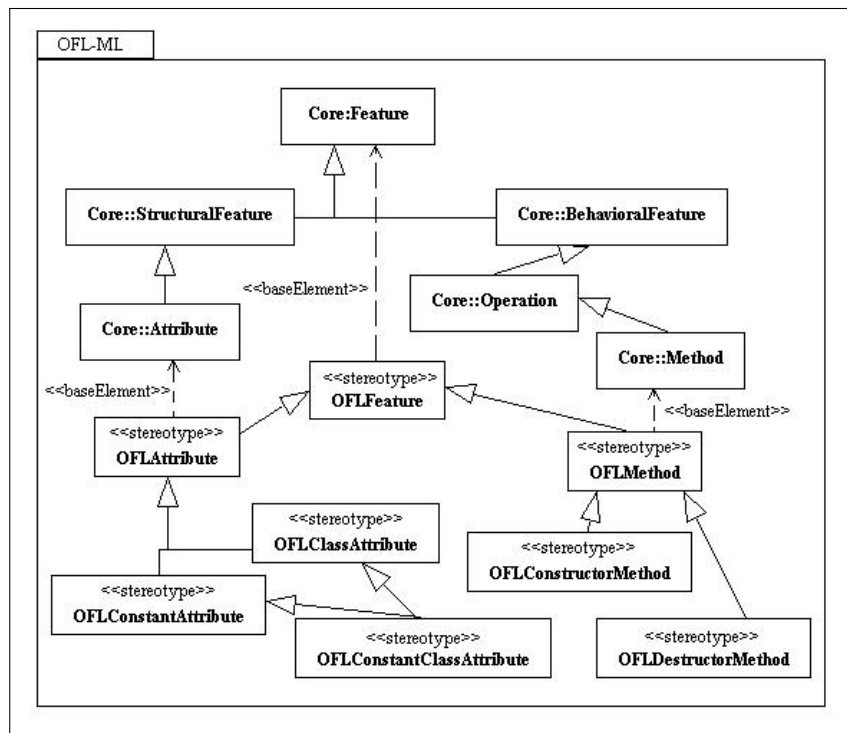 OFL-ML
Core:Feature
Core::StructuralFeature
Core::BehavioralFeature
<<baseElement>>
Core::Operation
Core::Attribute
Core::Method
<<stereotype>>
OFLFeature
<<baseElement>>
<<baseElement>>
<<stereotype>>
OFLAttribute
<<stereotype>>
OFLMethod
<<stereotype>>
OFLClassAttribute
<<stereotype>>
OFLConstructorMethod
<<stereotype>>
OFLConstantAttribute
<<stereotype>>
OFLConstantClassAttribute
<<stereotype>>
OFLDestructorMethod